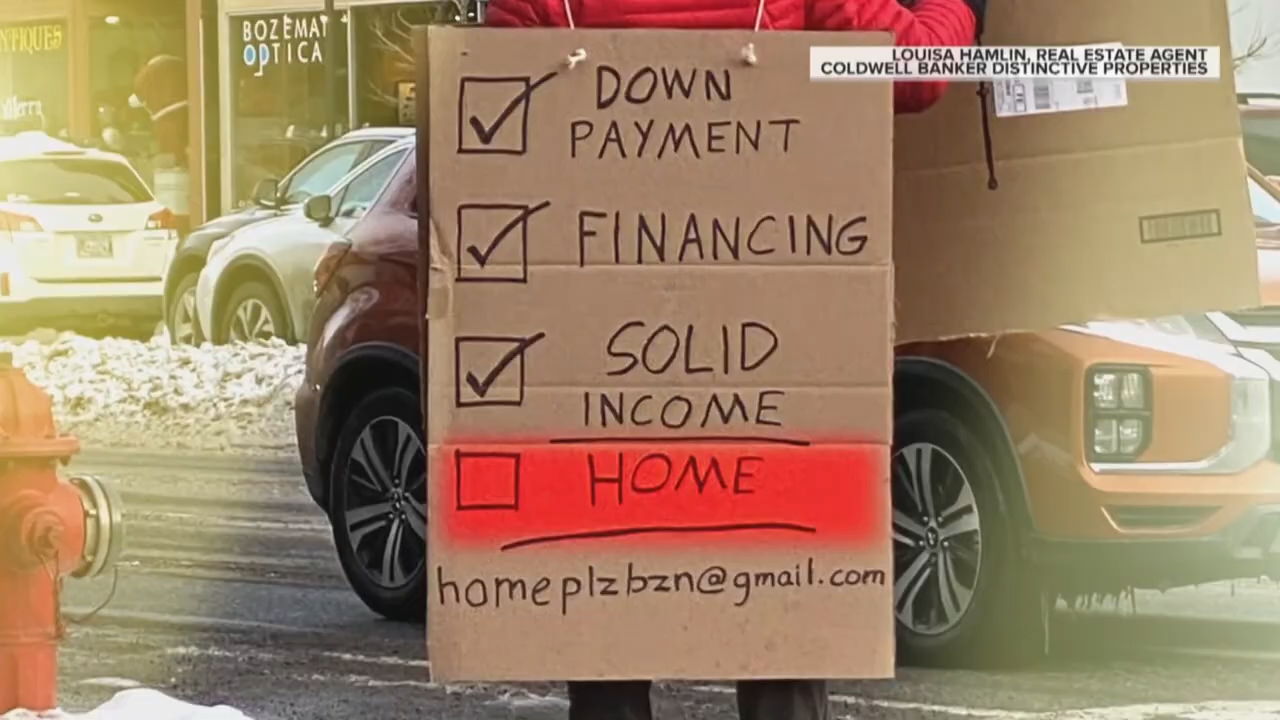 NTIQUES
BOZEMAN
OPTICA
LOUISA HAMLIN, REAL ESTATE AGENT
COLDWELL BANKER DISTINCTIVE PROPERTIES
DOWN
PAYMENT
FINANCING
SOLID
INCOME
HOME
homeplzbzn@gmail.com